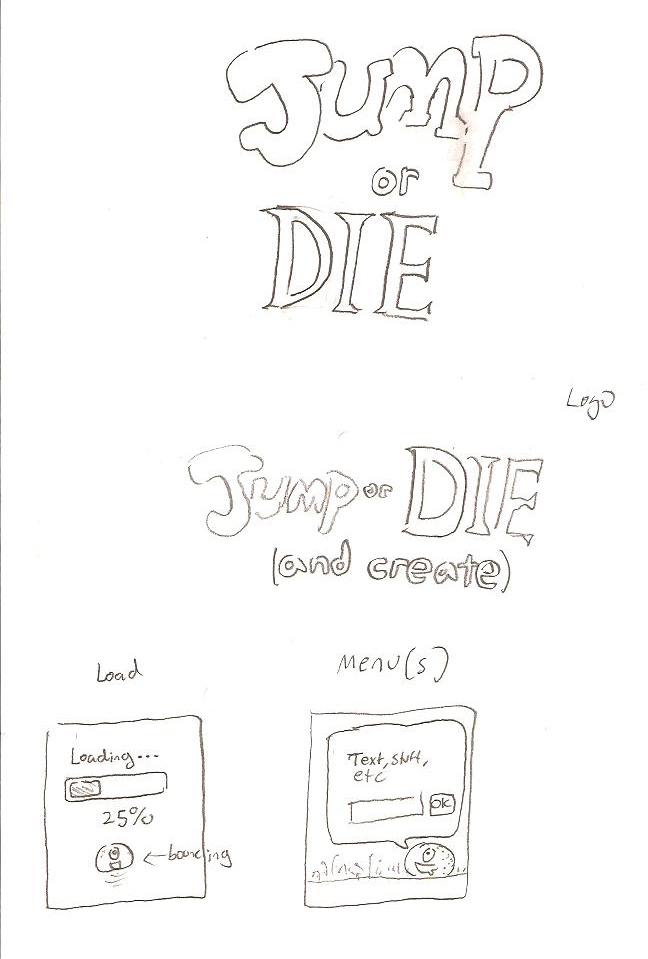 Jump
or
DIE
Logo
Jump or DIE
(and create)
Load
Menu(s)
Loading...
25%
←bouncing
Text, stuff,
etc
OK